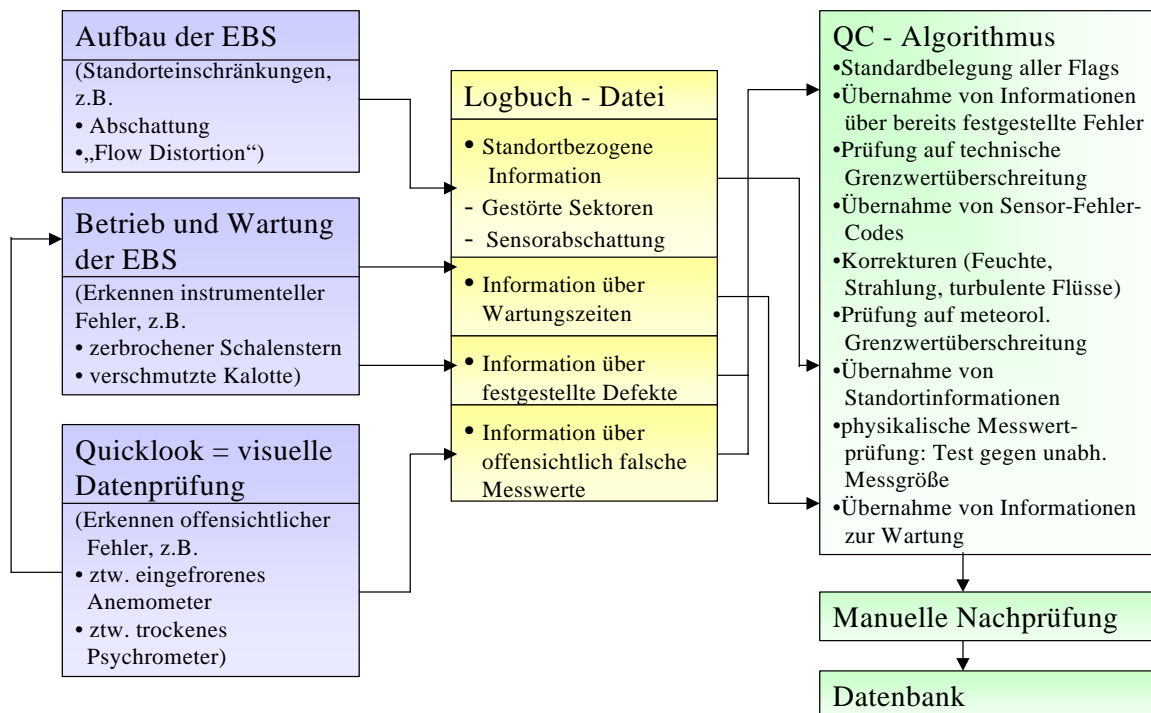 Aufbau der EBS
(Standorteinschränkungen,
z.B.
• Abschattung
•„Flow Distortion“)
Betrieb und Wartung
der EBS
(Erkennen instrumenteller
Fehler, z.B.
• zerbrochener Schalenstern
• verschmutzte Kalotte)
Quicklook = visuelle
Datenprüfung
(Erkennen offensichtlicher
Fehler, z.B.
• ztw. eingefrorenes
Anemometer
• ztw. trockenes
Psychrometer)
Logbuch - Datei
• Standortbezogene
Information
- Gestörte Sektoren
- Sensorabschattung
• Information über
Wartungszeiten
• Information über
festgestellte Defekte
• Information über
offensichtlich falsche
Messwerte
QC - Algorithmus
•Standardbelegung aller Flags
•Übernahme von Informationen
über bereits festgestellte Fehler
•Prüfung auf technische
Grenzwertüberschreitung
•Übernahme von Sensor-Fehler-
Codes
•Korrekturen (Feuchte,
Strahlung, turbulente Flüsse)
•Prüfung auf meteorol.
Grenzwertüberschreitung
•Übernahme von
Standortinformationen
•physikalische Messwert-
prüfung: Test gegen unabh.
Messgröße
•Übernahme von Informationen
zur Wartung
Manuelle Nachprüfung
Datenbank